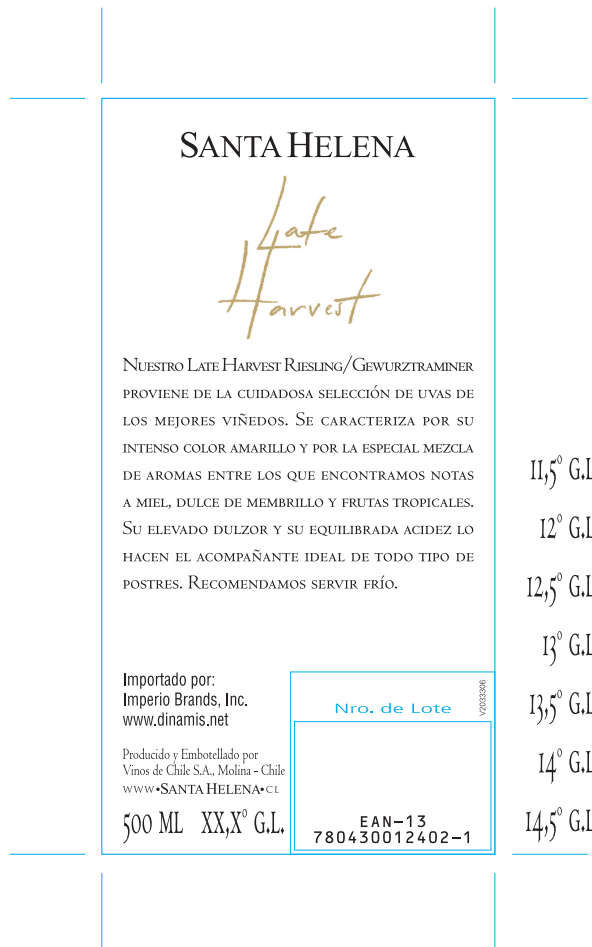 SANTA HELENA
Late
Harvest
NUESTRO LATE HARVEST RIESLING/GEWURZTRAMINER
PROVIENE DE LA CUIDADOSA SELECCIÓN DE UVAS DE
LOS MEJORES VIÑEDOS. SE CARACTERIZA POR SU
INTENSO COLOR AMARILLO Y POR LA ESPECIAL MEZCLA
DE AROMAS ENTRE LOS QUE ENCONTRAMOS NOTAS
A MIEL, DULCE DE MEMBRILLO Y FRUTAS TROPICALES.
SU ELEVADO DULZOR Y SU EQUILIBRADA ACIDEZ LO
HACEN EL ACOMPAÑANTE IDEAL DE TODO TIPO DE
POSTRES. RECOMENDAMOS SERVIR FRÍO.
Importado por:
Imperio Brands, Inc.
www.dinamis.net
Producido y Embotellado por
Vinos de Chile S.A., Molina - Chile
WWW•SANTA HELENA•CL
500 ML XX,X° G.L.
Nro. de Lote
V2033306
EAN-13
780430012402-1
11,5° G.L
12° G.L
12,5° G.L
13° G.L
13,5° G.L
14° G.L
14,5° G.L